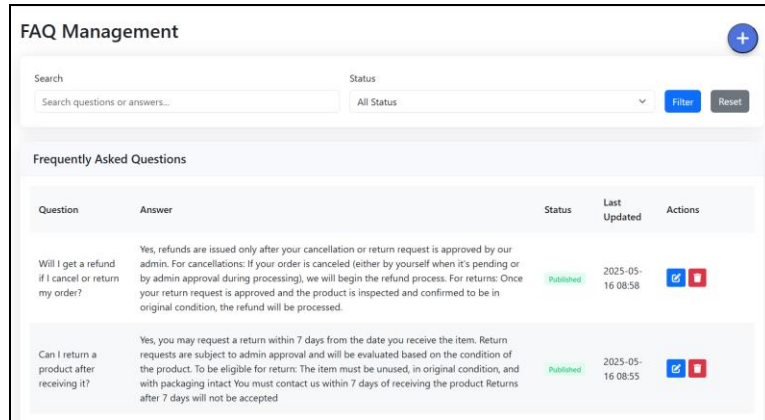 FAQ Management
+
Search
Status
Search questions or answers...
All Status
Filter
Reset
Frequently Asked Questions
Question
Answer
Status
Last
Updated
Actions
Will I get a refund
if I cancel or return
my order?
Yes, refunds are issued only after your cancellation or return request is approved by our
admin. For cancellations: If your order is canceled (either by yourself when it's pending or
by admin approval during processing), we will begin the refund process. For returns: Once
your return request is approved and the product is inspected and confirmed to be in
original condition, the refund will be processed.
Published
2025-05-
16 08:58
Can I return a
product after
receiving it?
Yes, you may request a return within 7 days from the date you receive the item. Return
requests are subject to admin approval and will be evaluated based on the condition of
the product. To be eligible for return: The item must be unused, in original condition, and
with packaging intact You must contact us within 7 days of receiving the product Returns
after 7 days will not be accepted
Published
2025-05-
16 08:55